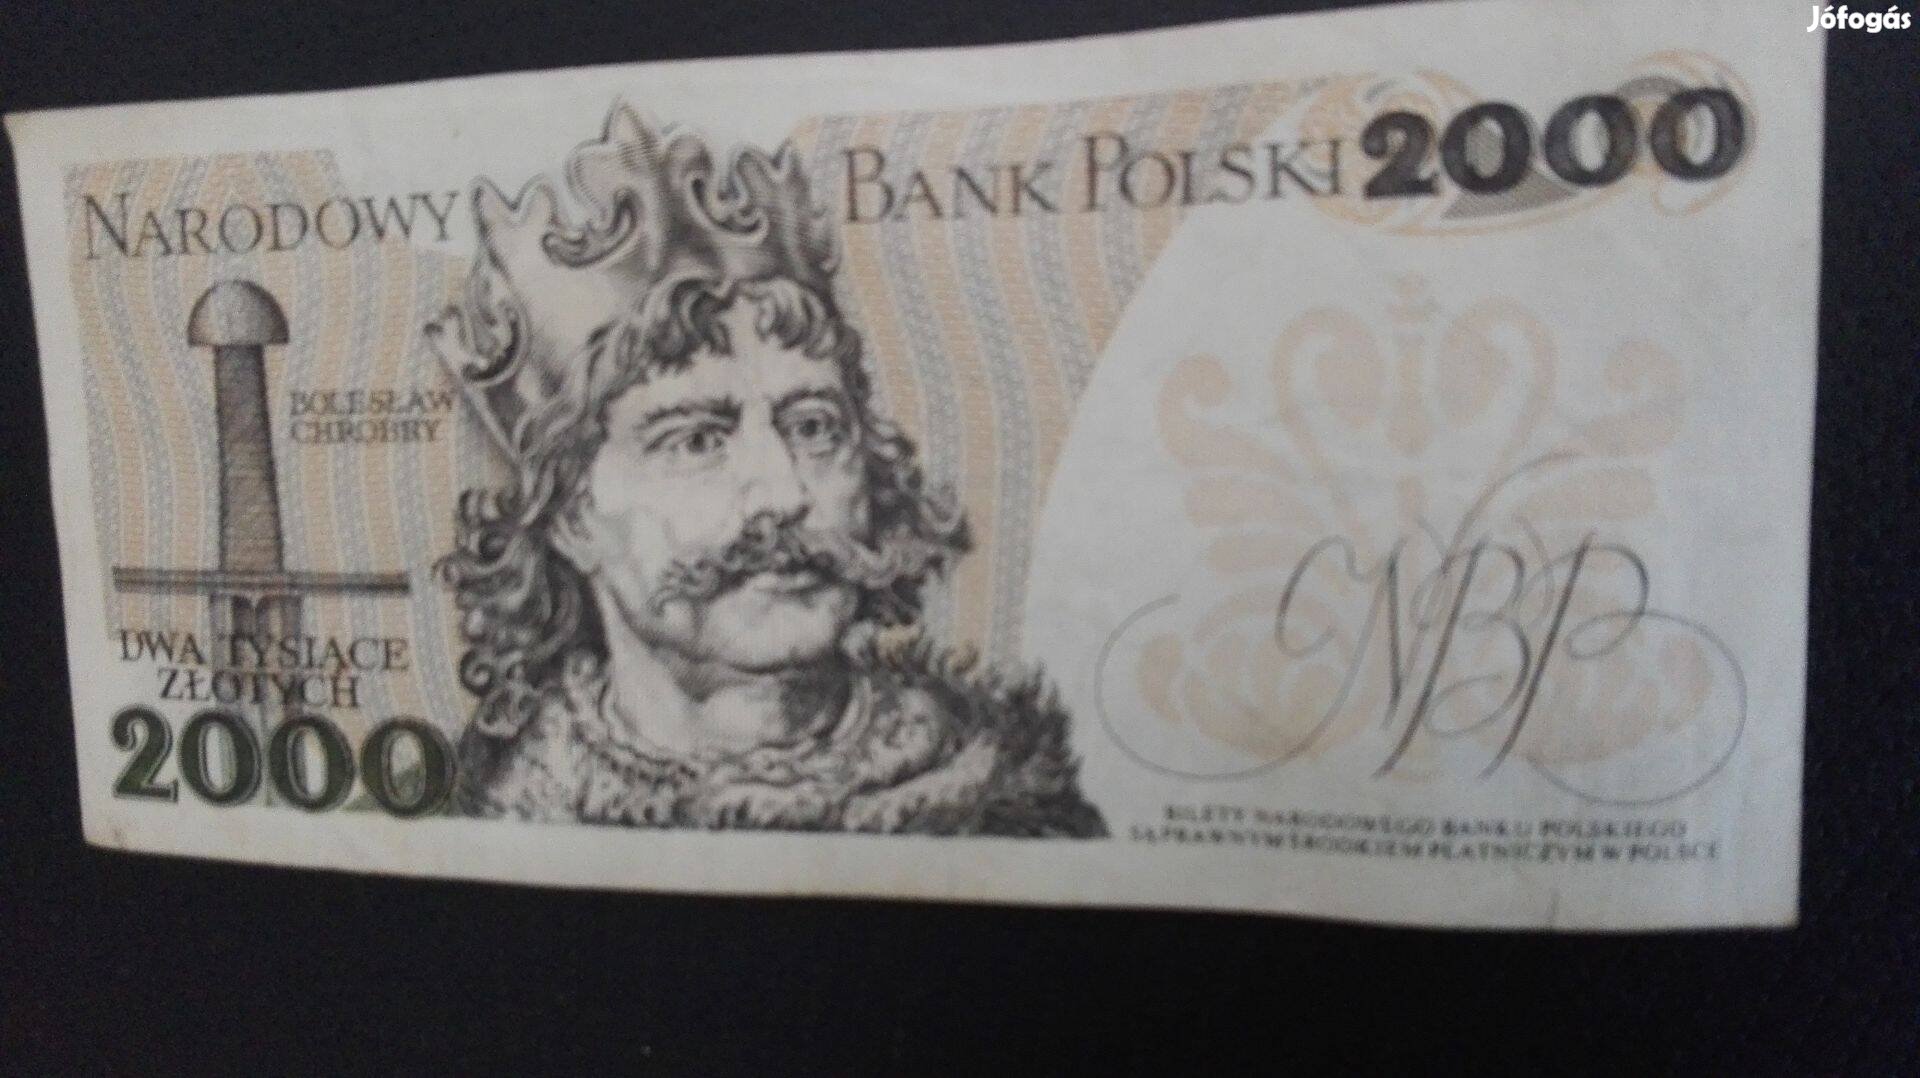 Jófogás
NARODOWY BANK POLSKI 2000
BOLESŁAW
CHROBRY
DWA TYSIĄCE
ZŁOTYCH
2000
NBP
BILETY NARODOWEGO BANKU POLSKIEGO
SĄ PRAWNYM ŚRODKIEM PŁATNICZYM W POLSCE